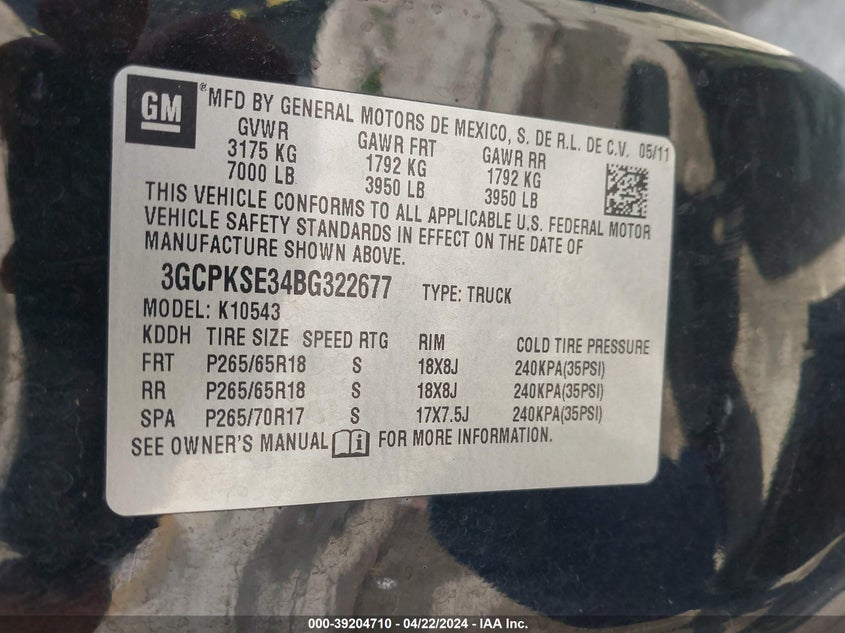 GM ® MFD BY GENERAL MOTORS DE MEXICO, S. DE R.L. DE C.V. 05/11
GVWR GAWR FRT GAWR RR
3175 KG 1792 KG 1792 KG
7000 LB 3950 LB 3950 LB
THIS VEHICLE CONFORMS TO ALL APPLICABLE U.S. FEDERAL MOTOR
VEHICLE SAFETY STANDARDS IN EFFECT ON THE DATE OF
MANUFACTURE SHOWN ABOVE.
3GCPKSE34BG322677 TYPE: TRUCK
MODEL: K10543
KDDH TIRE SIZE SPEED RTG RIM COLD TIRE PRESSURE
FRT P265/65R18 S 18X8J 240KPA(35PSI)
RR P265/65R18 S 18X8J 240KPA(35PSI)
SPA P265/70R17 S 17X7.5J 240KPA(35PSI)
SEE OWNER'S MANUAL i FOR MORE INFORMATION.
000-39204710 - 04/22/2024 - IAA Inc.